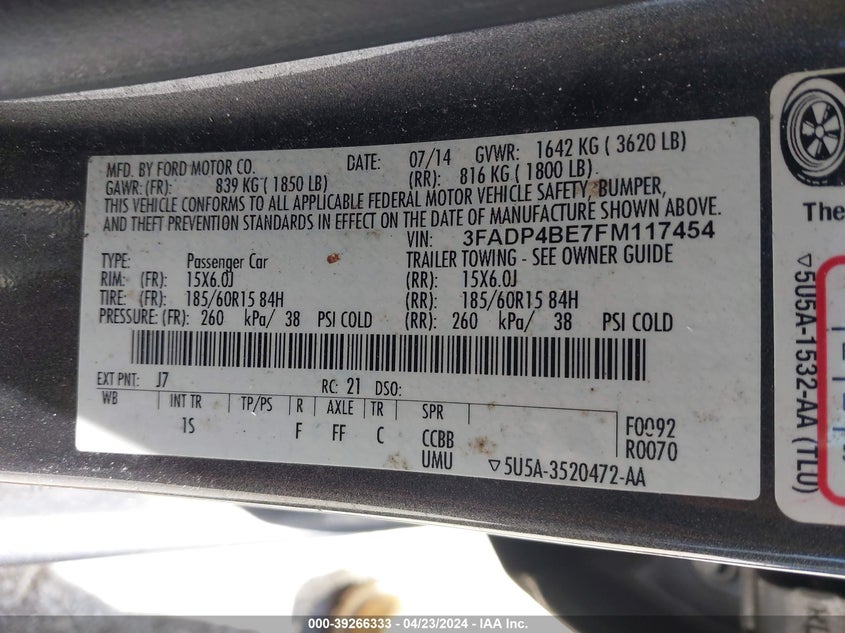 MFD. BY FORD MOTOR CO. DATE: 07/14 GVWR: 1642 KG ( 3620 LB)
GAWR: (FR): 839 KG ( 1850 LB) (RR): 816 KG ( 1800 LB)
THIS VEHICLE CONFORMS TO ALL APPLICABLE FEDERAL MOTOR VEHICLE SAFETY, BUMPER,
AND THEFT PREVENTION STANDARDS IN EFFECT ON THE DATE OF MANUFACTURE SHOWN ABOVE.
VIN: 3FADP4BE7FM117454
TYPE: Passenger Car TRAILER TOWING - SEE OWNER GUIDE
RIM: (FR): 15X6.0J (RR): 15X6.0J
TIRE: (FR): 185/60R15 84H (RR): 185/60R15 84H
PRESSURE: (FR): 260 kPa/ 38 PSI COLD (RR): 260 kPa/ 38 PSI COLD
EXT PNT: J7 RC: 21 DSO:
WB INT TR TP/PS R AXLE TR SPR
1S F FF C CCBB F0092
UMU R0070
▽5U5A-3520472-AA
The
▽5U5A-1532-AA (TL0)
000-39266333 - 04/23/2024 - IAA Inc.